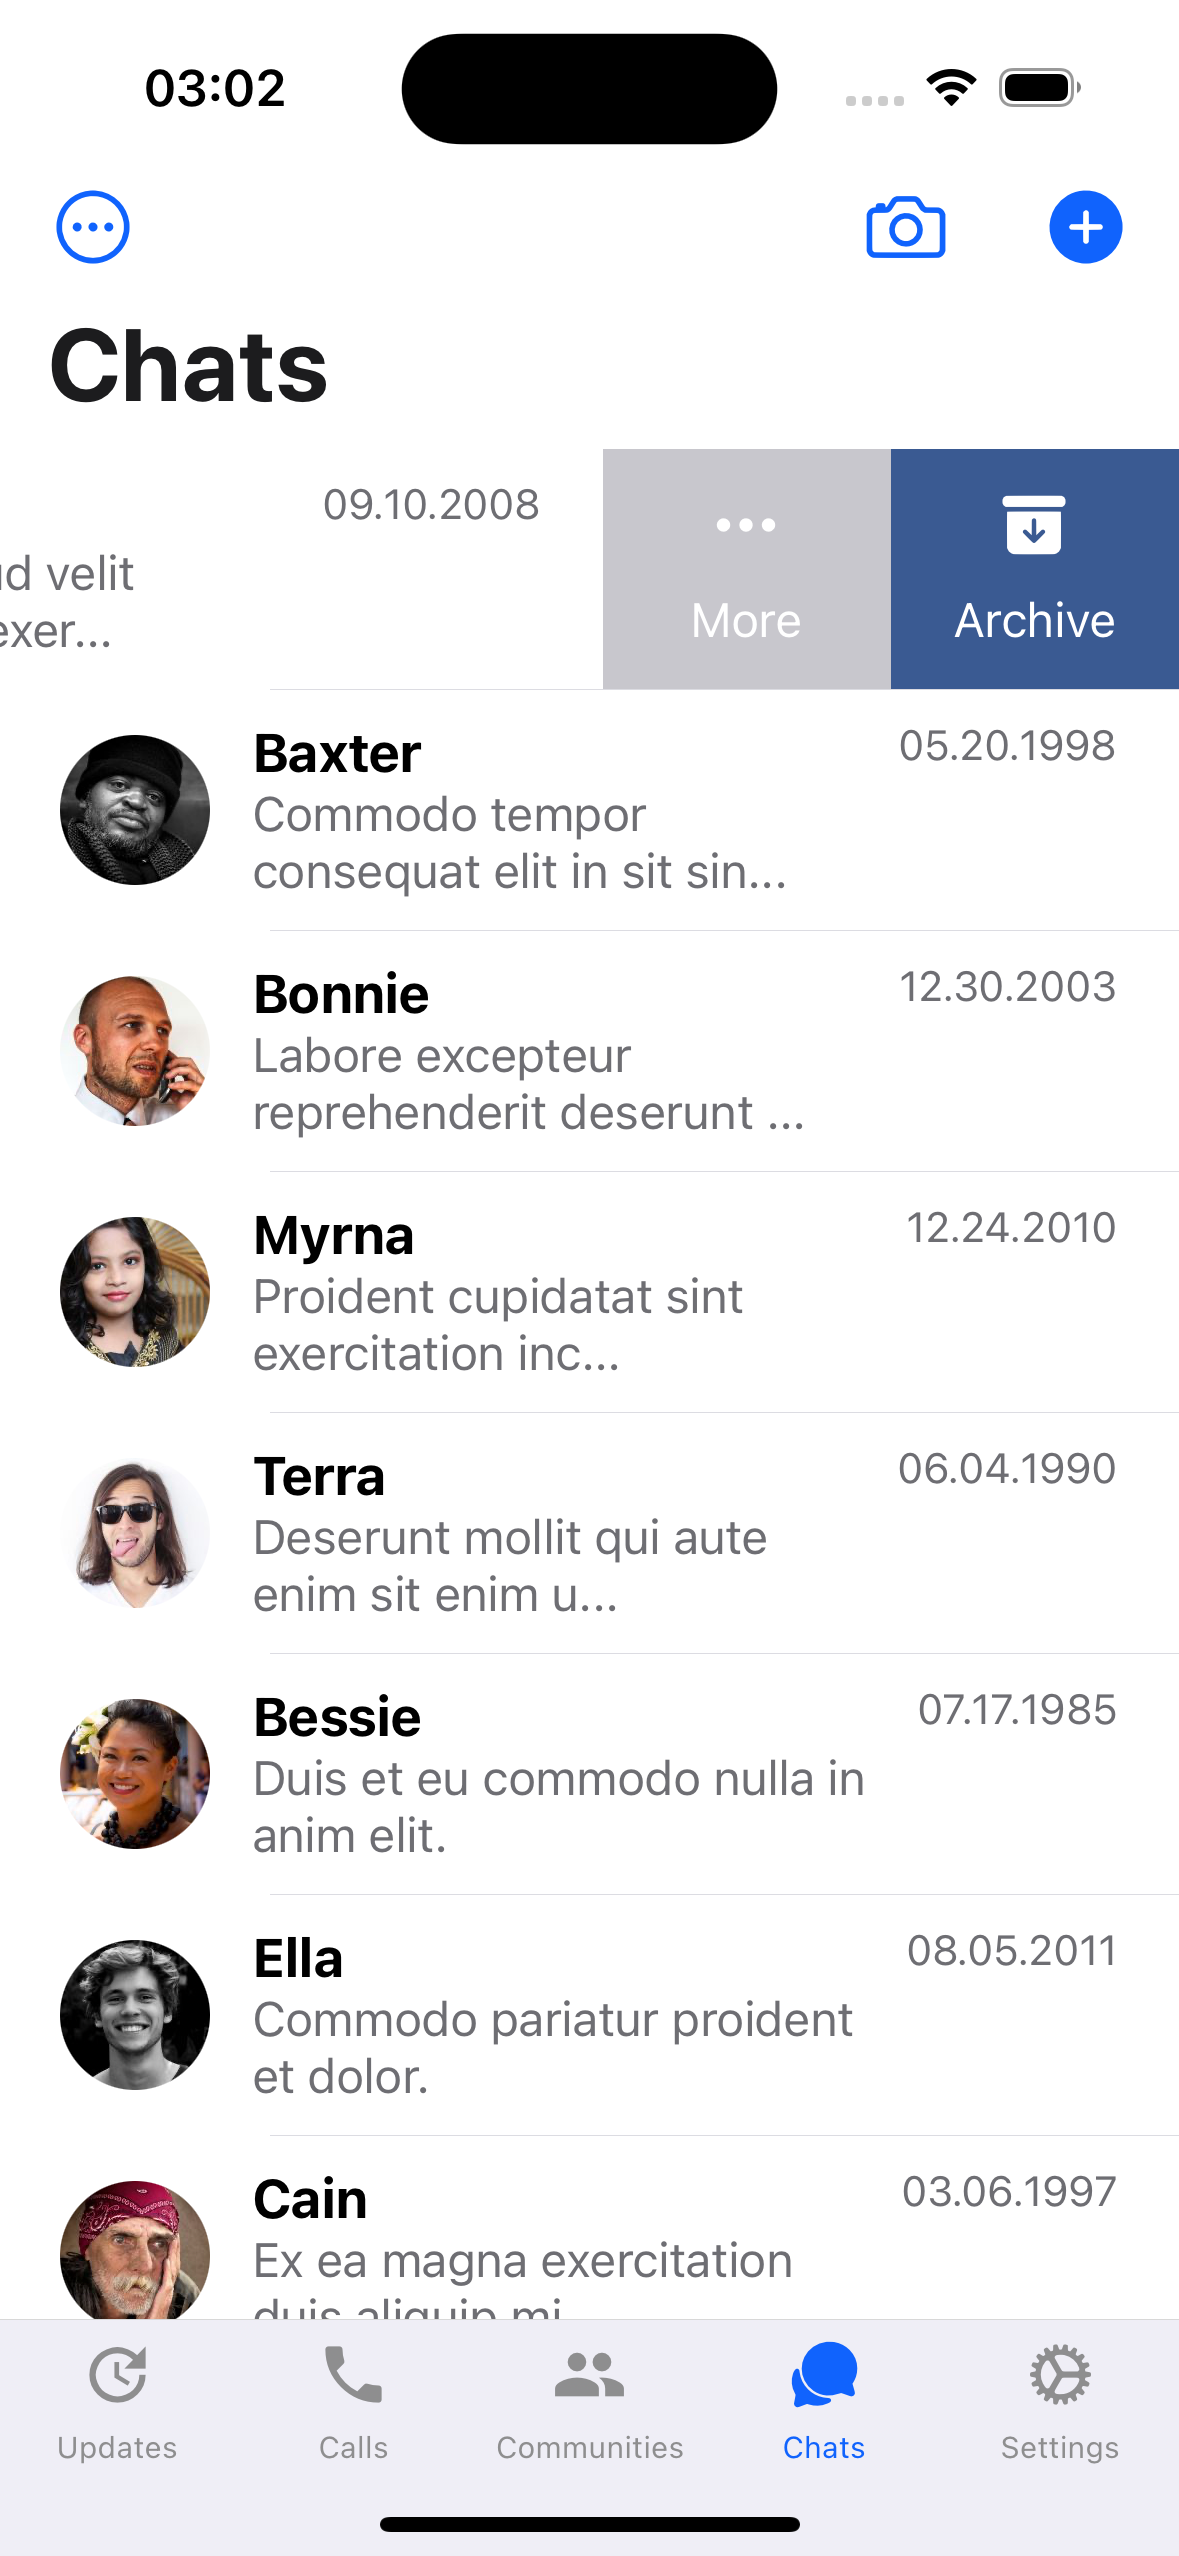 03:02
Chats
09.10.2008
velit
exer...
More
Archive
Baxter
05.20.1998
Commodo tempor
consequat elit in sit sin...
Bonnie
12.30.2003
Labore excepteur
reprehenderit deserunt ...
Myrna
12.24.2010
Proident cupidatat sint
exercitation inc...
Terra
06.04.1990
Deserunt mollit qui aute
enim sit enim u...
Bessie
07.17.1985
Duis et eu commodo nulla in
anim elit.
Ella
08.05.2011
Commodo pariatur proident
et dolor.
Cain
03.06.1997
Ex ea magna exercitation
duis aliquip mi
Updates
Calls
Communities
Chats
Settings